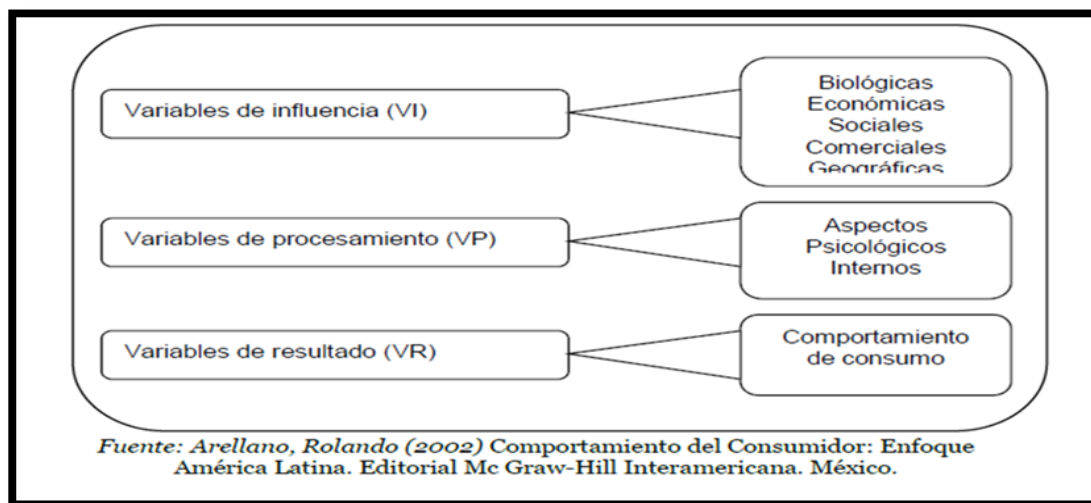 Variables de influencia (VI)
Biológicas
Económicas
Sociales
Comerciales
Geográficas
Variables de procesamiento (VP)
Aspectos
Psicológicos
Internos
Variables de resultado (VR)
Comportamiento
de consumo
Fuente: Arellano, Rolando (2002) Comportamiento del Consumidor: Enfoque
América Latina. Editorial Mc Graw-Hill Interamericana. México.